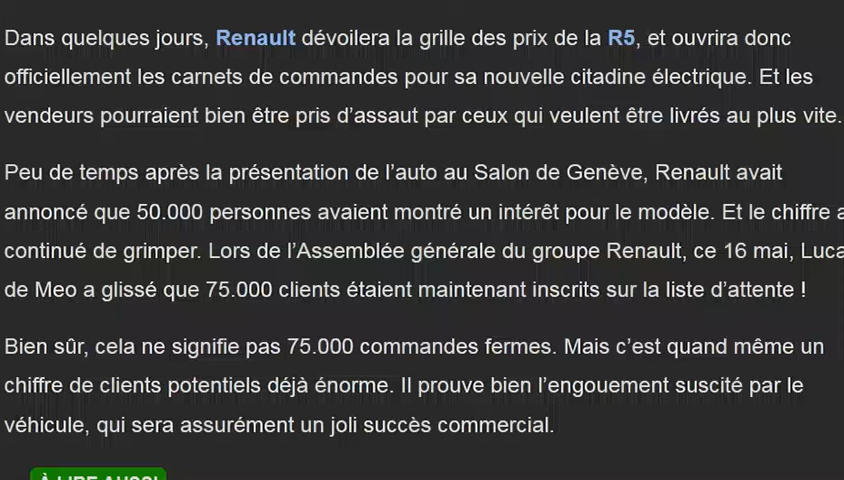 Dans quelques jours, Renault dévoilera la grille des prix de la R5, et ouvrira donc
officiellement les carnets de commandes pour sa nouvelle citadine électrique. Et les
vendeurs pourraient bien être pris d’assaut par ceux qui veulent être livrés au plus vite.
Peu de temps après la présentation de l’auto au Salon de Genève, Renault avait
annoncé que 50.000 personnes avaient montré un intérêt pour le modèle. Et le chiffre a
continué de grimper. Lors de l’Assemblée générale du groupe Renault, ce 16 mai, Luca
de Meo a glissé que 75.000 clients étaient maintenant inscrits sur la liste d’attente !
Bien sûr, cela ne signifie pas 75.000 commandes fermes. Mais c’est quand même un
chiffre de clients potentiels déjà énorme. Il prouve bien l’engouement suscité par le
véhicule, qui sera assurément un joli succès commercial.
À LIRE AUSSI